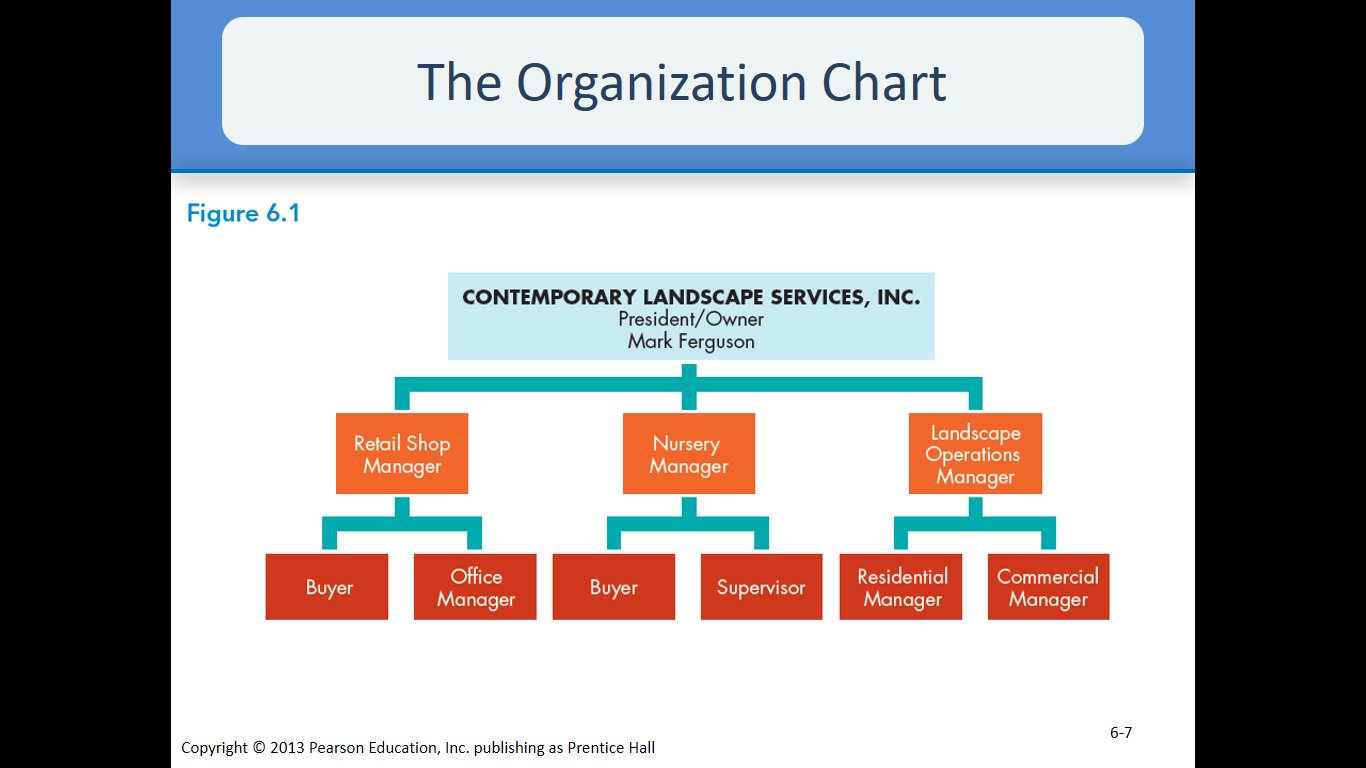 The Organization Chart
Figure 6.1
CONTEMPORARY LANDSCAPE SERVICES, INC.
President/Owner
Mark Ferguson
Retail Shop
Manager
Nursery
Manager
Landscape
Operations
Manager
Buyer
Office
Manager
Buyer
Supervisor
Residential
Manager
Commercial
Manager
6-7
Copyright © 2013 Pearson Education, Inc. publishing as Prentice Hall